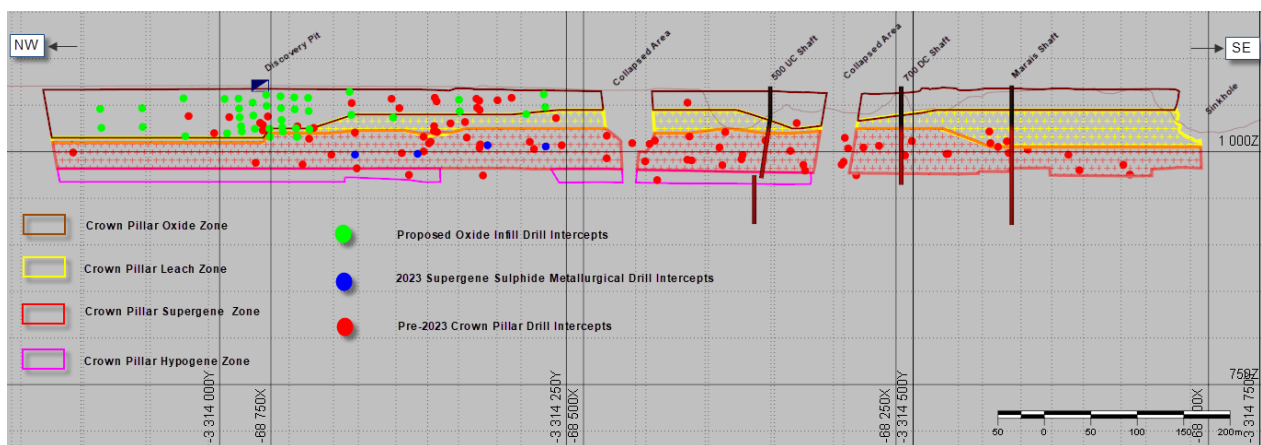 NW
Discovery Pit
Collapsed Area
500 UC Shaft
Collapsed Area
700 DC Shaft
Marais Shaft
SE
Sinkhole
1 000Z
Crown Pillar Oxide Zone
Crown Pillar Leach Zone
Crown Pillar Supergene Zone
Crown Pillar Hypogene Zone
Proposed Oxide Infill Drill Intercepts
2023 Supergene Sulphide Metallurgical Drill Intercepts
Pre-2023 Crown Pillar Drill Intercepts
750Z
-3 314 000Y
-68 750X
-3 314 250Y
-68 500X
-68 250X
-3 314 500Y
-3 314 750
50 0 50 100 150 200m